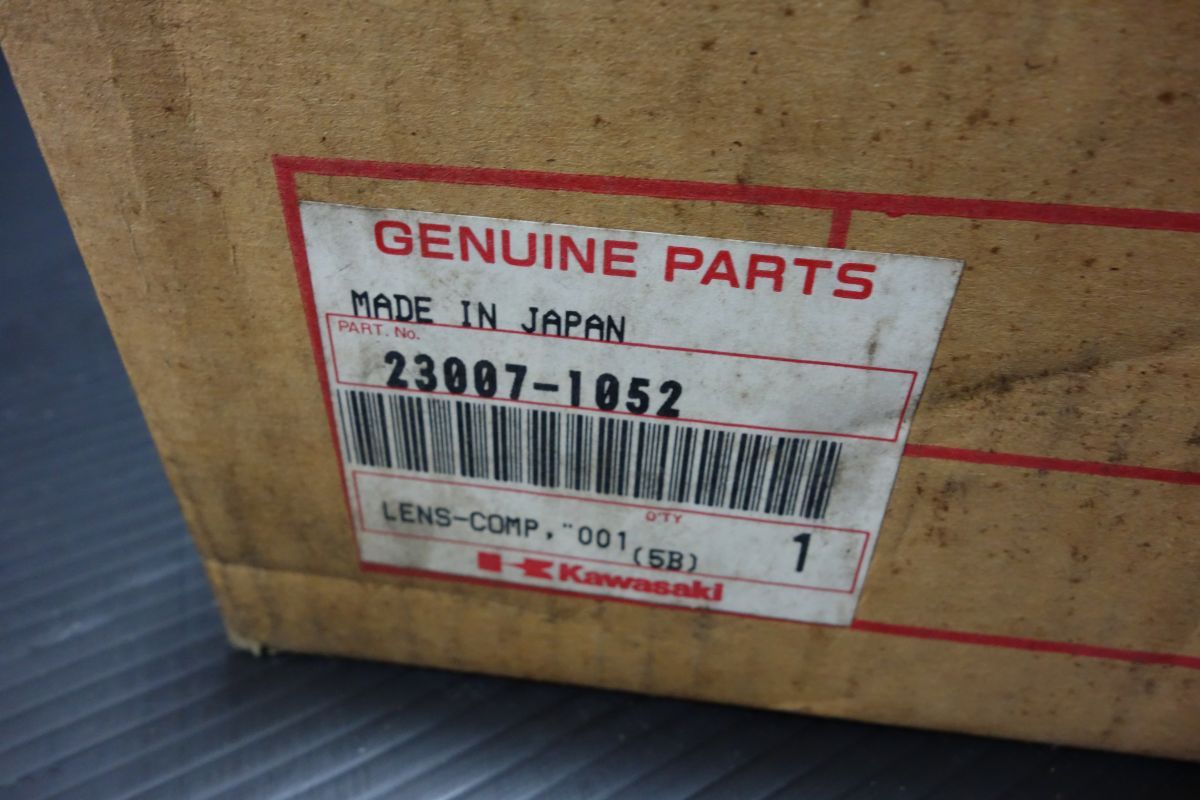 GENUINE PARTS
MADE IN JAPAN
PART. No.
23007-1052
LENS-COMP,"001 (5B)
Q'TY
1
Kawasaki